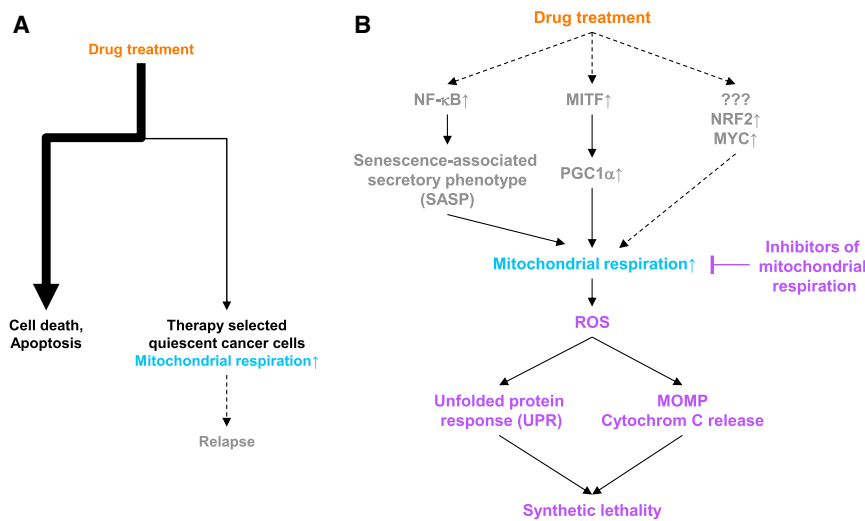 A
Drug treatment
Cell death,
Apoptosis
Therapy selected
quiescent cancer cells
Mitochondrial respiration↑
Relapse
B
Drug treatment
NF-κB↑
MITF↑
???
NRF2↑
MYC↑
Senescence-associated
secretory phenotype
(SASP)
PGC1α↑
Mitochondrial respiration↑
Inhibitors of
mitochondrial
respiration
ROS
Unfolded protein
response (UPR)
MOMP
Cytochrom C release
Synthetic lethality